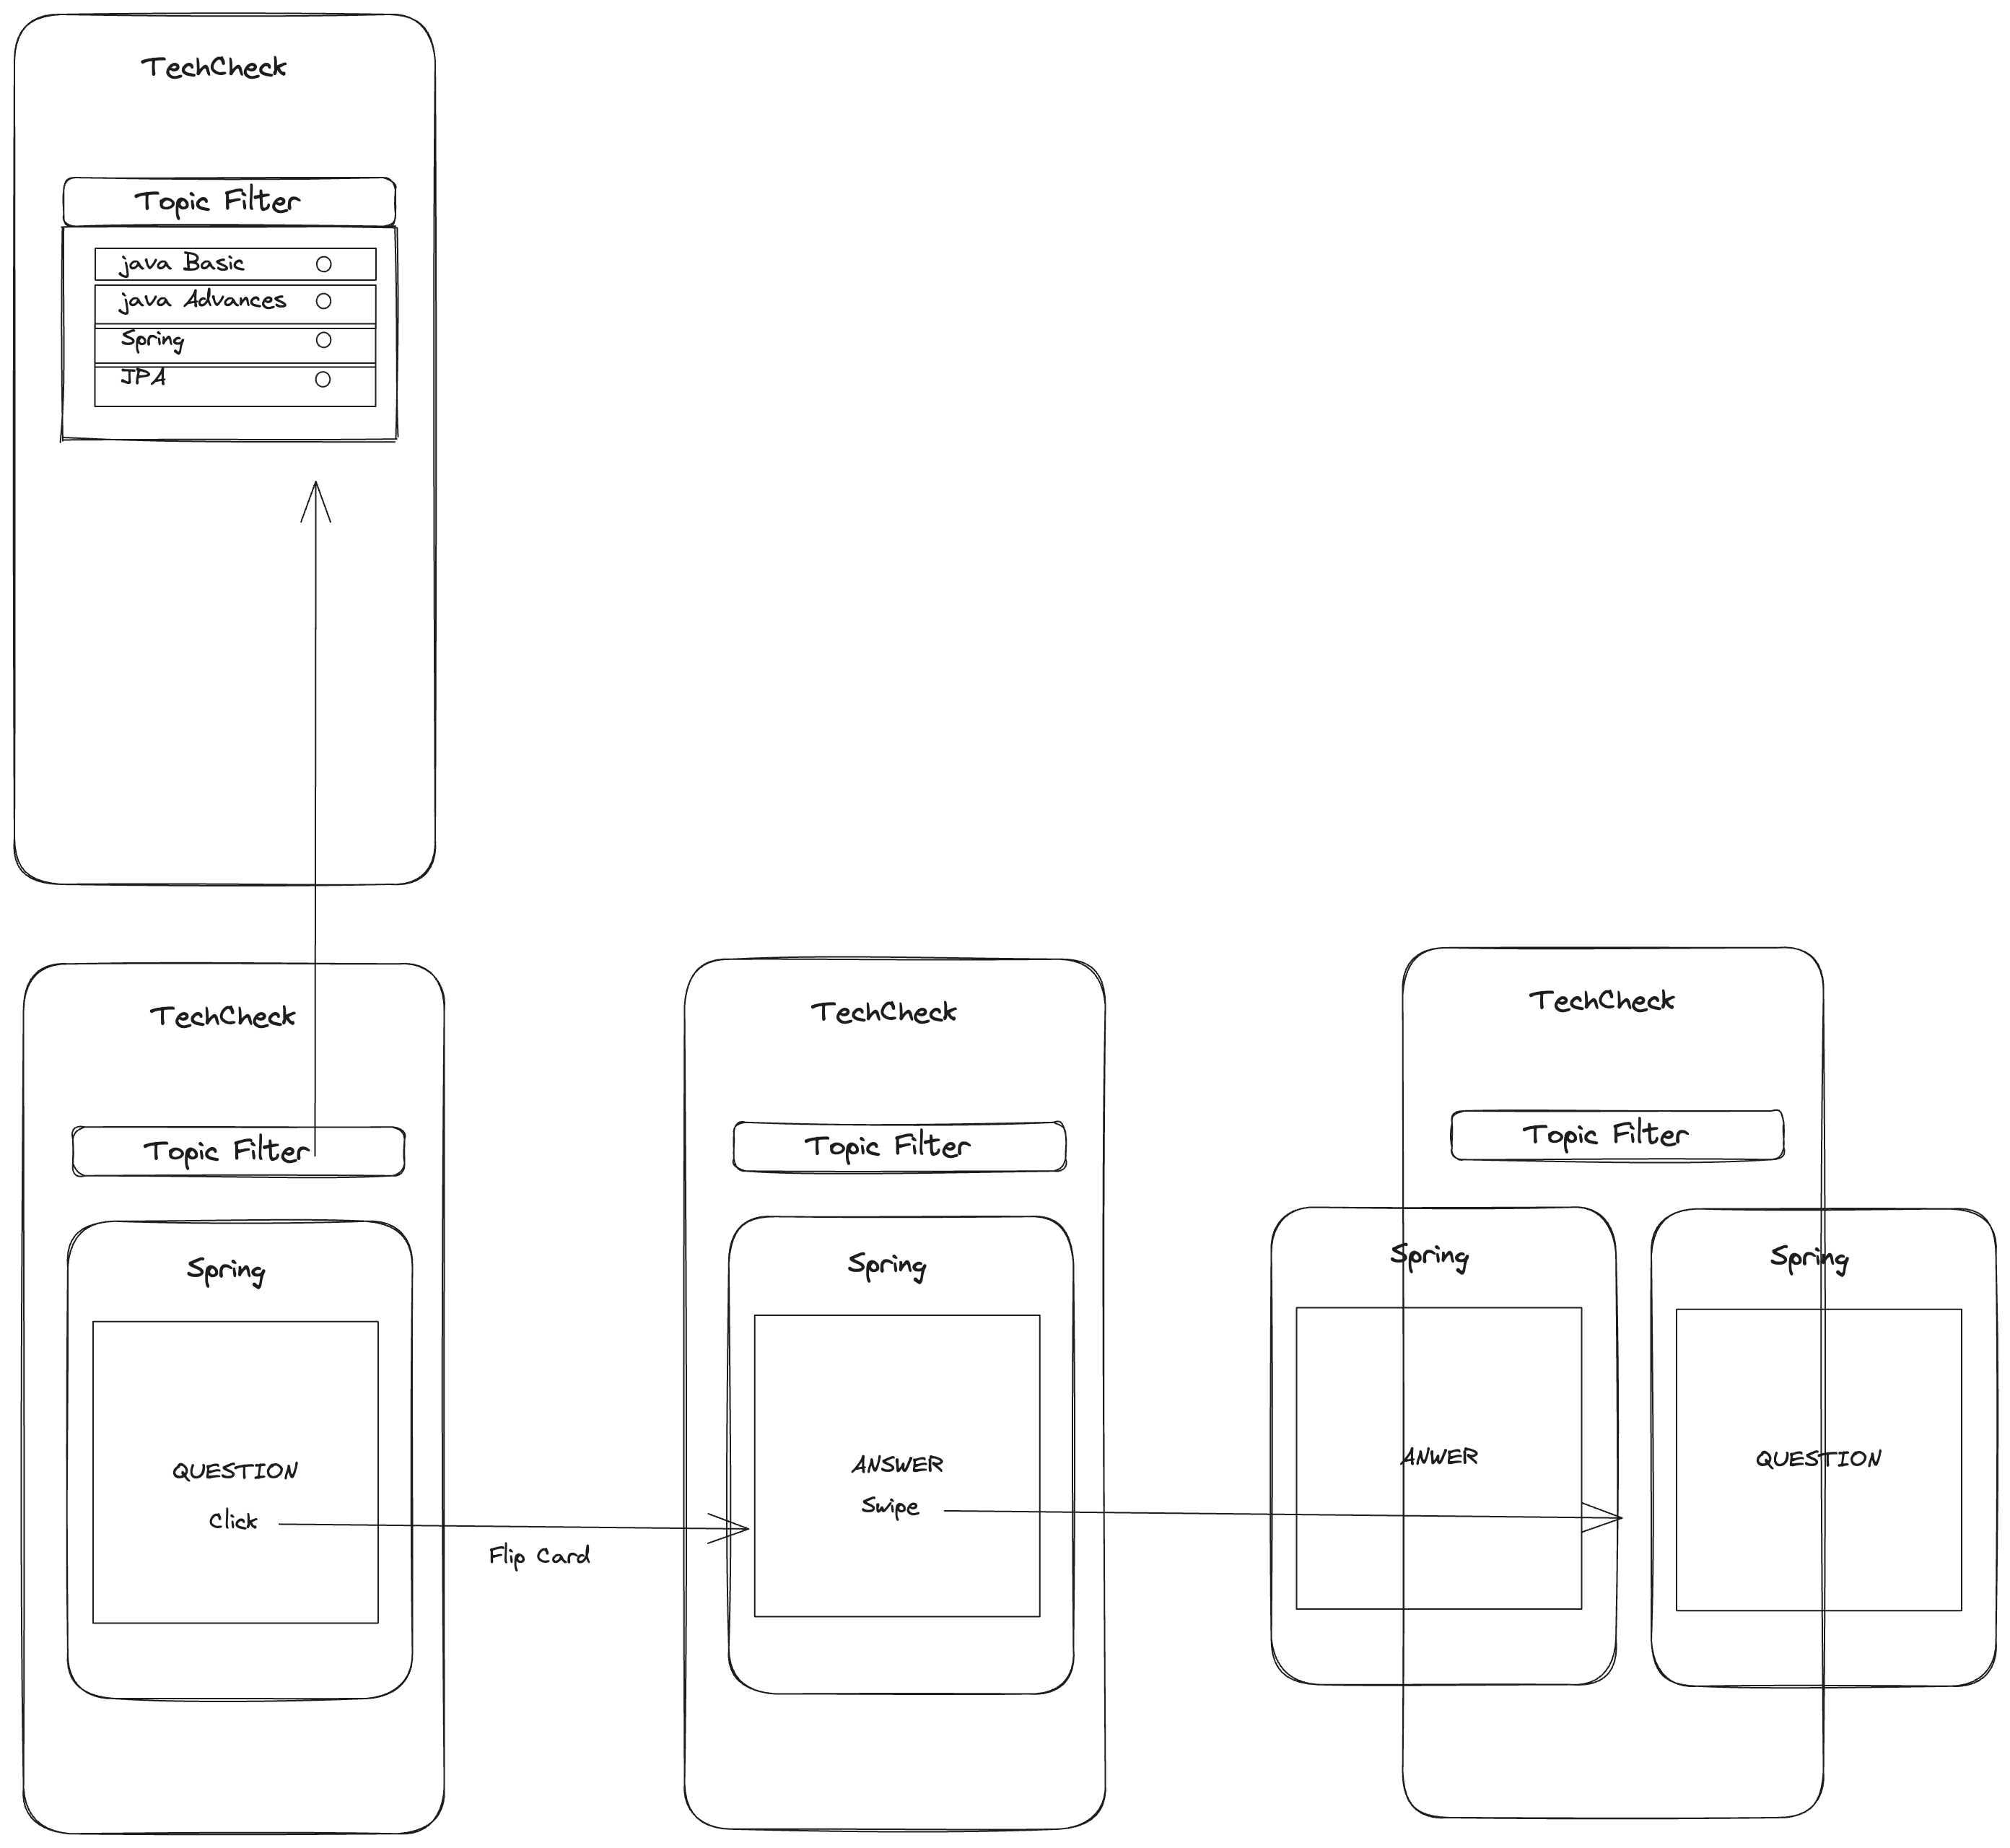 TechCheck
Topic Filter
java Basic
java Advances
Spring
JPA
TechCheck
Topic Filter
Spring
QUESTION
Click
Flip Card
TechCheck
Topic Filter
Spring
ANSWER
Swipe
TechCheck
Topic Filter
Spring
ANWER
Spring
QUESTION